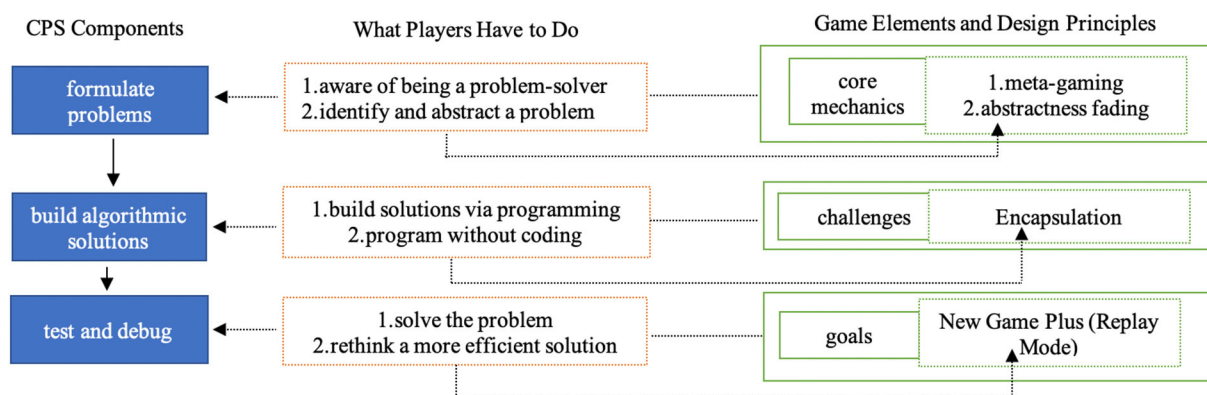 CPS Components
What Players Have to Do
Game Elements and Design Principles
formulate
problems
1.aware of being a problem-solver
2.identify and abstract a problem
core
mechanics
1.meta-gaming
2.abstractness fading
build algorithmic
solutions
1.build solutions via programming
2.program without coding
challenges
Encapsulation
test and debug
1.solve the problem
2.rethink a more efficient solution
goals
New Game Plus (Replay
Mode)